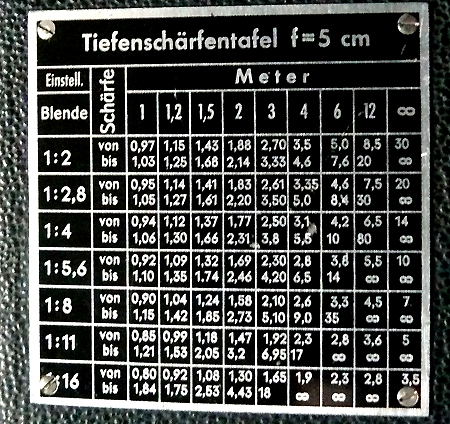 Tiefenschärfentafel f=5 cm
Einstell. Schärfe Meter
Blende 1 1,2 1,5 2 3 4 6 12 ∞
1:2 von 0,97 1,15 1,43 1,88 2,70 3,5 5,0 8,5 30
bis 1,03 1,25 1,68 2,14 3,33 4,6 7,6 20 ∞
1:2,8 von 0,95 1,14 1,41 1,83 2,61 3,35 4,6 7,5 20
bis 1,05 1,27 1,61 2,20 3,50 5,0 8,4 30 ∞
1:4 von 0,94 1,12 1,37 1,77 2,50 3,1 4,2 6,5 14
bis 1,06 1,30 1,66 2,31 3,8 5,5 10 80 ∞
1:5,6 von 0,92 1,09 1,32 1,69 2,30 2,8 3,8 5,5 10
bis 1,10 1,35 1,74 2,46 4,20 6,5 14 ∞ ∞
1:8 von 0,90 1,04 1,24 1,58 2,10 2,6 3,3 4,5 7
bis 1,15 1,42 1,85 2,73 5,10 9,0 35 ∞ ∞
1:11 von 0,85 0,99 1,18 1,47 1,92 2,3 2,8 3,6 5
bis 1,21 1,53 2,05 3,2 6,95 17 ∞ ∞ ∞
1:16 von 0,80 0,92 1,08 1,30 1,65 1,9 2,3 2,8 3,5
bis 1,84 1,75 2,53 4,43 18 ∞ ∞ ∞ ∞